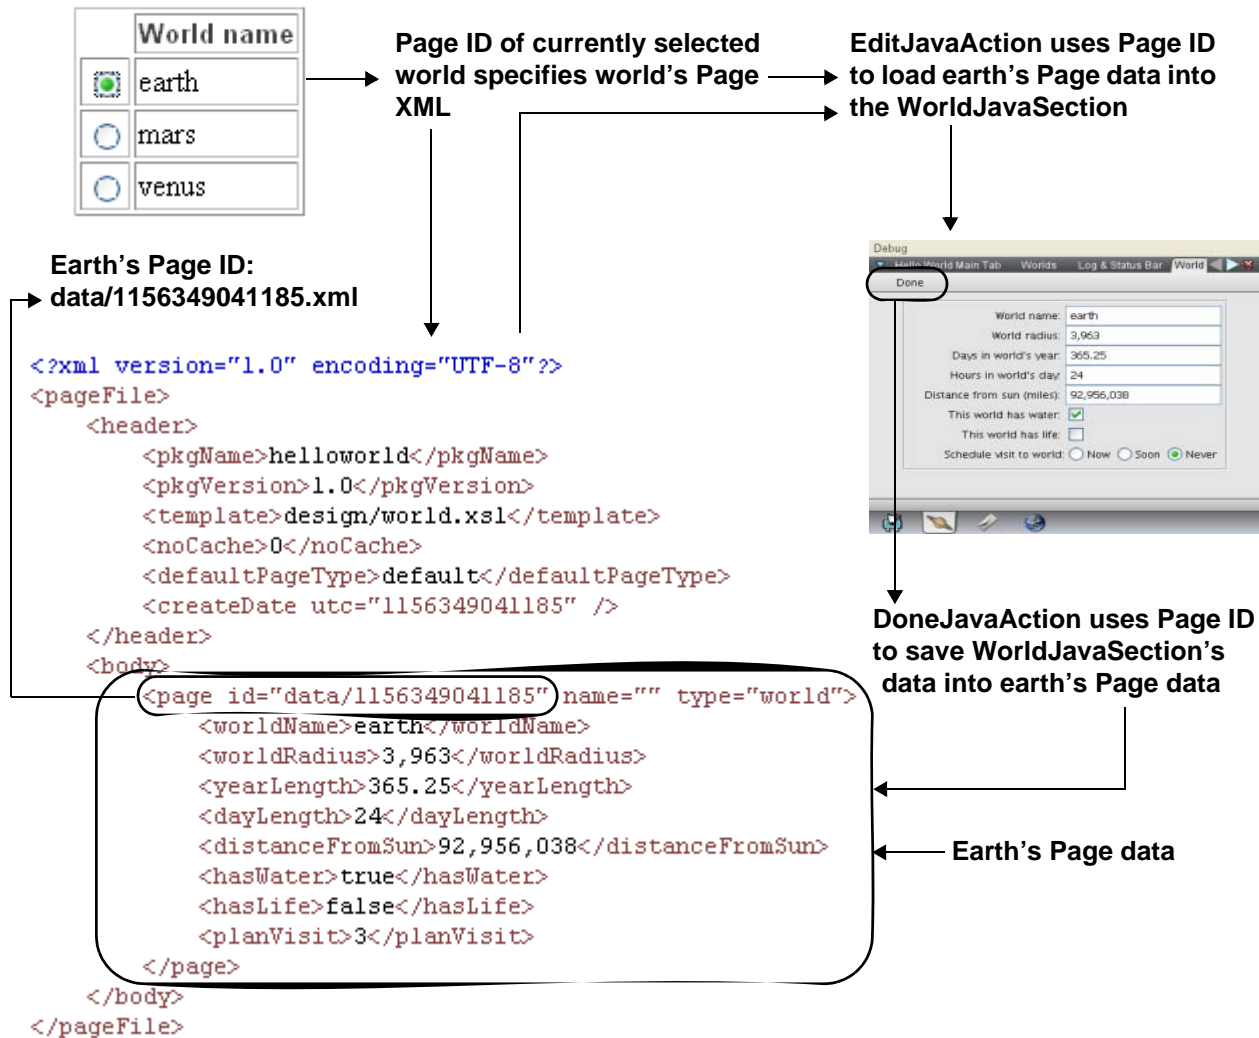 World name
earth
mars
venus
Page ID of currently selected
world specifies world's Page
XML
EditJavaAction uses Page ID
to load earth's Page data into
the WorldJavaSection
Earth's Page ID:
data/1156349041185.xml
Debug
Hello World Main Tab Worlds Log & Status Bar World
Done
World name: earth
World radius: 3,963
Days in world's year: 365.25
Hours in world's day: 24
Distance from sun (miles): 92,956,038
This world has water:
This world has life:
Schedule visit to world: Now Soon Never
<?xml version="1.0" encoding="UTF-8"?>
<pageFile>
<header>
<pkgName>helloworld</pkgName>
<pkgVersion>1.0</pkgVersion>
<template>design/world.xsl</template>
<noCache>0</noCache>
<defaultPageType>default</defaultPageType>
<createDate utc="1156349041185" />
</header>
<body>
<page id="data/1156349041185" name="" type="world">
<worldName>earth</worldName>
<worldRadius>3,963</worldRadius>
<yearLength>365.25</yearLength>
<dayLength>24</dayLength>
<distanceFromSun>92,956,038</distanceFromSun>
<hasWater>true</hasWater>
<hasLife>false</hasLife>
<planVisit>3</planVisit>
</page>
</body>
</pageFile>
DoneJavaAction uses Page ID
to save WorldJavaSection's
data into earth's Page data
Earth's Page data